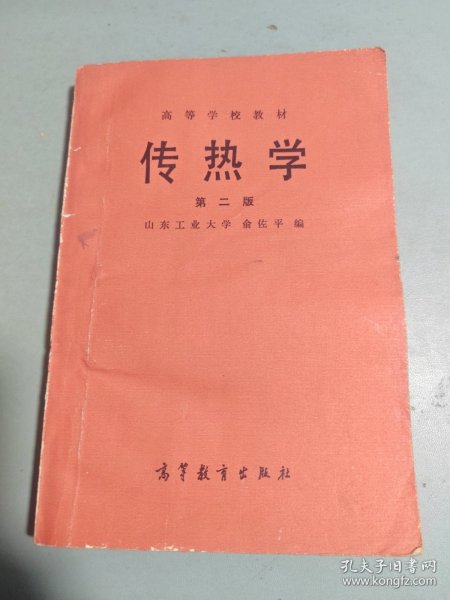 高等学校教材
传热学
第二版
山东工业大学 俞佐平 编
高等教育出版社
孔夫子旧书网
www.kongfz.com